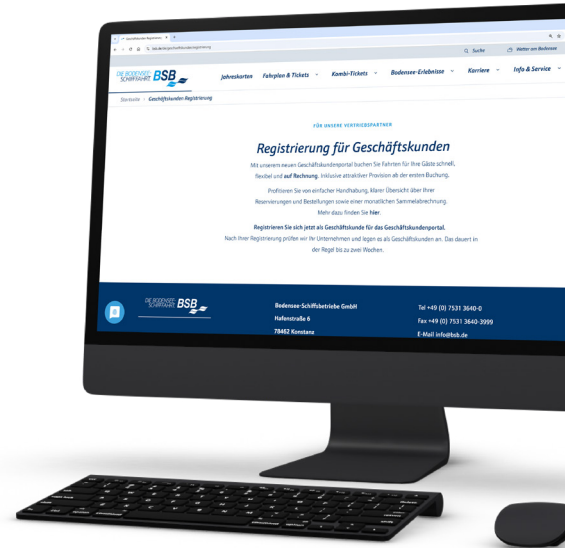 Geschäftskunden Registrierung
Suche
Wetter am Bodensee
DIE BODENSEE-
SCHIFFFAHRT BSB
Jahreskarten Fahrplan & Tickets Kombi-Tickets Bodensee-Erlebnisse Karriere Info & Service
Startseite > Geschäftskunden Registrierung
FÜR UNSERE VERTRIEBSPARTNER
Registrierung für Geschäftskunden
Mit unserem neuen Geschäftskundenportal buchen Sie Fahrten für Ihre Gäste schnell,
flexibel und auf Rechnung. Inklusive attraktiver Provision ab der ersten Buchung.
Profitieren Sie von einfacher Handhabung, klarer Übersicht über Ihrer
Reservierungen und Bestellungen sowie einer monatlichen Sammelabrechnung.
Mehr dazu finden Sie hier.
Registrieren Sie sich jetzt als Geschäftskunde für das Geschäftskundenportal.
Nach Ihrer Registrierung prüfen wir Ihr Unternehmen und legen es als Geschäftskunden an. Das dauert in
der Regel bis zu zwei Wochen.
DIE BODENSEE-
SCHIFFFAHRT BSB
Bodensee-Schiffsbetriebe GmbH
Hafenstraße 6
78462 Konstanz
Tel +49 (0) 7531 3640-0
Fax +49 (0) 7531 3640-3999
E-Mail info@bsb.de